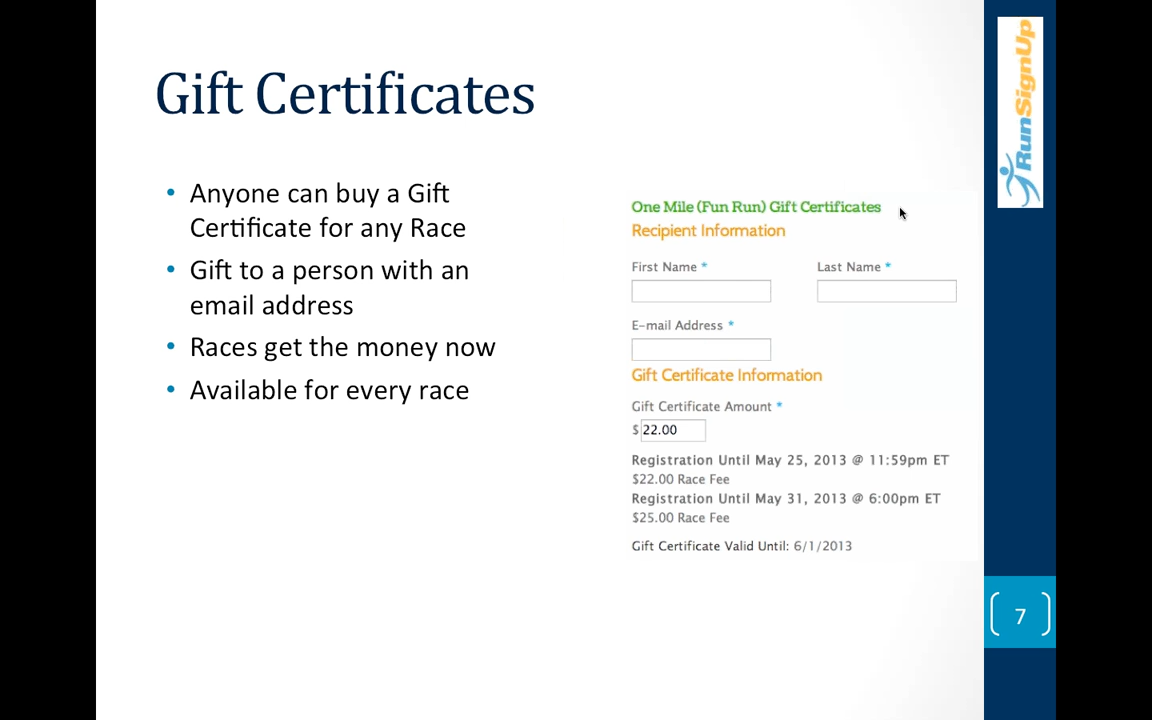 Gift Certificates
• Anyone can buy a Gift
Certificate for any Race
• Gift to a person with an
email address
• Races get the money now
• Available for every race
One Mile (Fun Run) Gift Certificates
Recipient Information
First Name * Last Name *
E-mail Address *
Gift Certificate Information
Gift Certificate Amount *
$ 22.00
Registration Until May 25, 2013 @ 11:59pm ET
$22.00 Race Fee
Registration Until May 31, 2013 @ 6:00pm ET
$25.00 Race Fee
Gift Certificate Valid Until: 6/1/2013
RunSignUp
7